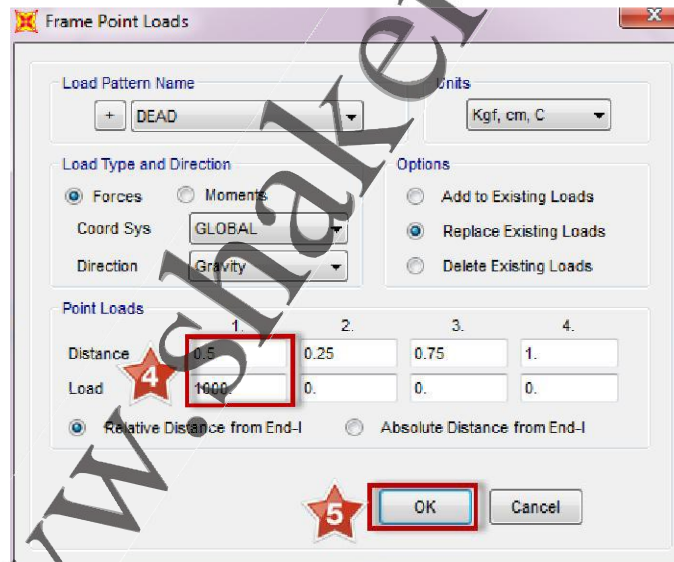 Frame Point Loads
Load Pattern Name
+ DEAD
Units
Kgf, cm, C
Load Type and Direction
Forces Moments
Coord Sys GLOBAL
Direction Gravity
Options
Add to Existing Loads
Replace Existing Loads
Delete Existing Loads
Point Loads
1. 2. 3. 4.
Distance 0.5 0.25 0.75 1.
4
Load 1000. 0. 0. 0.
Relative Distance from End-I Absolute Distance from End-I
5 OK Cancel
www.shaker